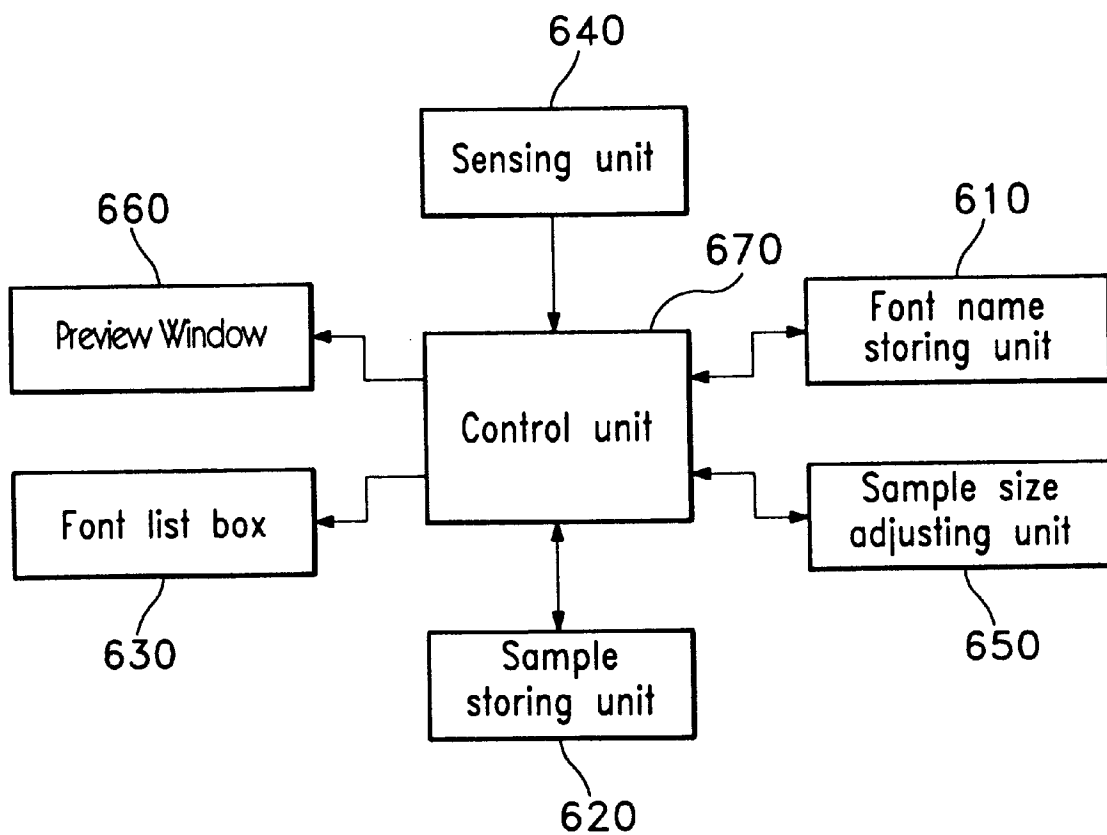 640
Sensing unit
660
670
610
Preview Window
Font name
storing unit
Control unit
Font list box
Sample size
adjusting unit
630
Sample
storing unit
650
620